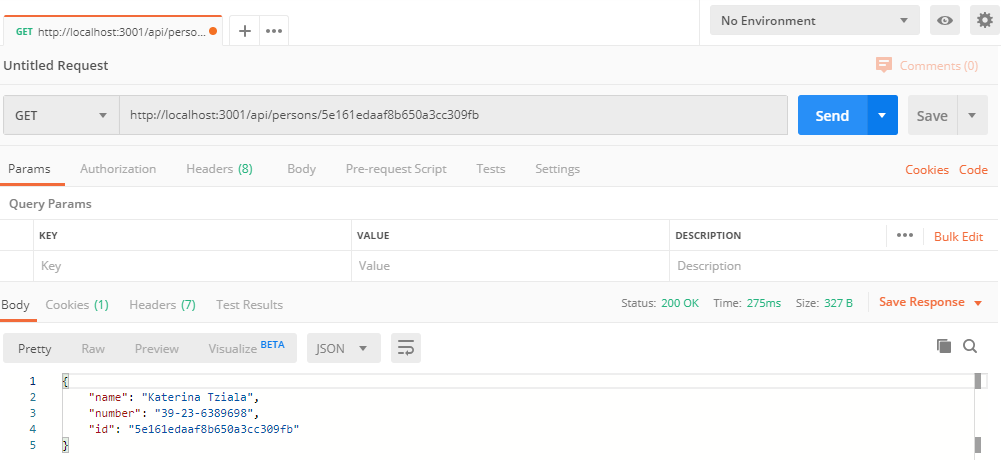 GET http://localhost:3001/api/perso... + ••• No Environment
Untitled Request Comments (0)
GET http://localhost:3001/api/persons/5e161edaaf8b650a3cc309fb Send Save
Params Authorization Headers (8) Body Pre-request Script Tests Settings Cookies Code
Query Params
KEY VALUE DESCRIPTION ••• Bulk Edit
Key Value Description
Body Cookies (1) Headers (7) Test Results Status: 200 OK Time: 275ms Size: 327 B Save Response
Pretty Raw Preview Visualize BETA JSON
1 {
2 "name": "Katerina Tziala",
3 "number": "39-23-6389698",
4 "id": "5e161edaaf8b650a3cc309fb"
5 }